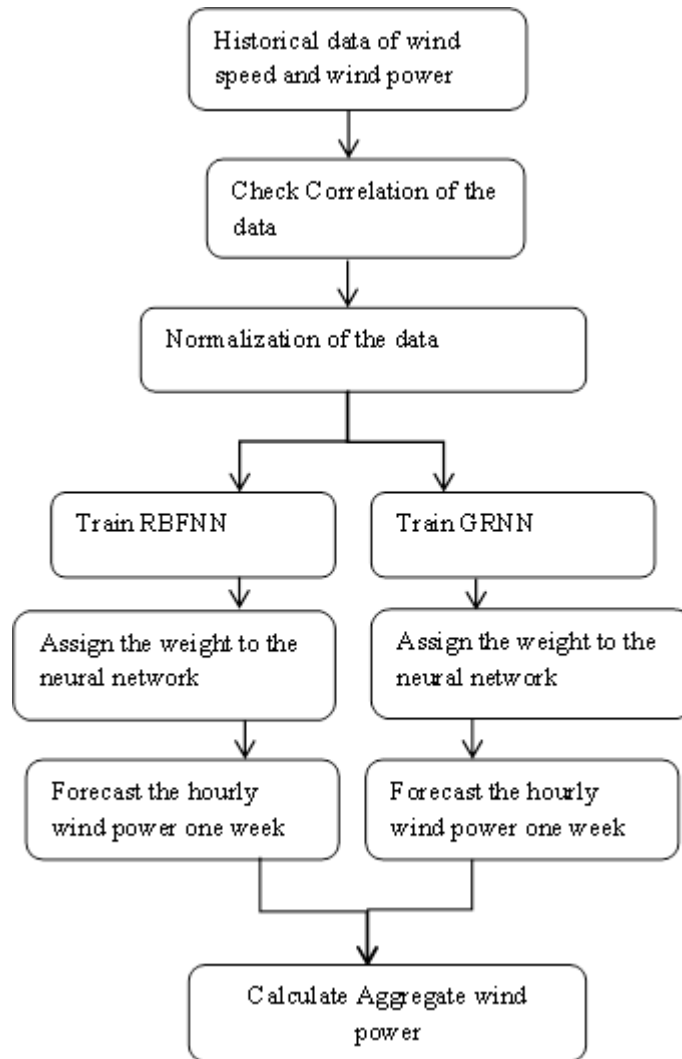 Historical data of wind
speed and wind power
Check Correlation of the
data
Normalization of the data
Train RBFNN
Train GRNN
Assign the weight to the
neural network
Assign the weight to the
neural network
Forecast the hourly
wind power one week
Forecast the hourly
wind power one week
Calculate Aggregate wind
power